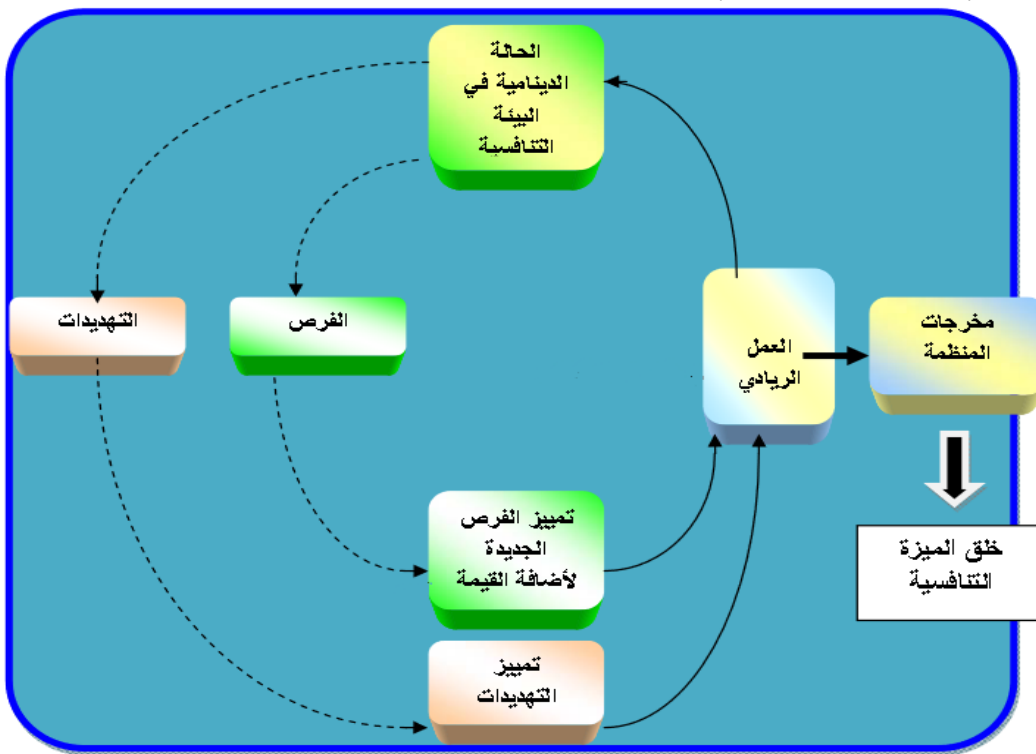 الحالة
الدينامية في
البيئة
التنافسية
التهديدات
الفرص
العمل
الريادي
مخرجات
المنظمة
تمييز الفرص
الجديدة
لأضافة القيمة
خلق الميزة
التنافسية
تمييز
التهديدات